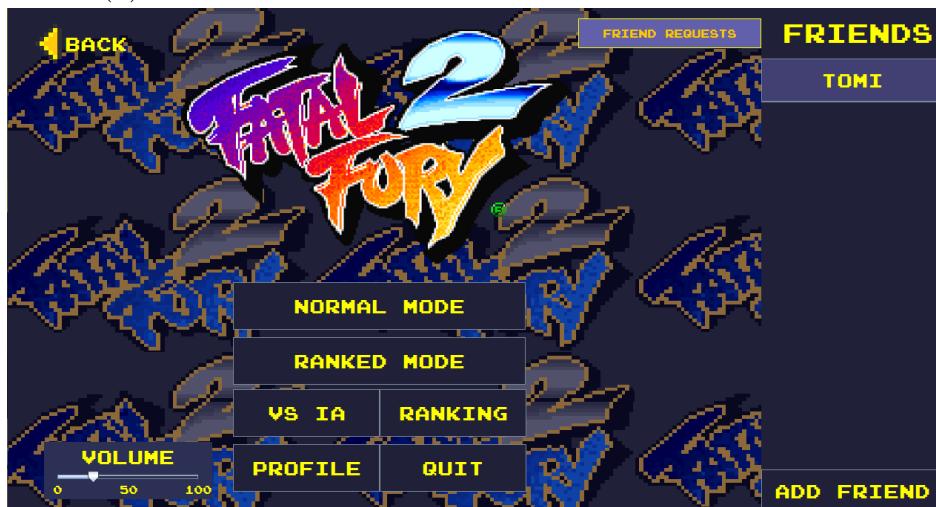 BACK
FRIEND REQUESTS
FRIENDS
TOMI
FATAL
2
FURY
®
NORMAL MODE
RANKED MODE
VS IA
RANKING
PROFILE
QUIT
VOLUME
0
50
100
ADD FRIEND